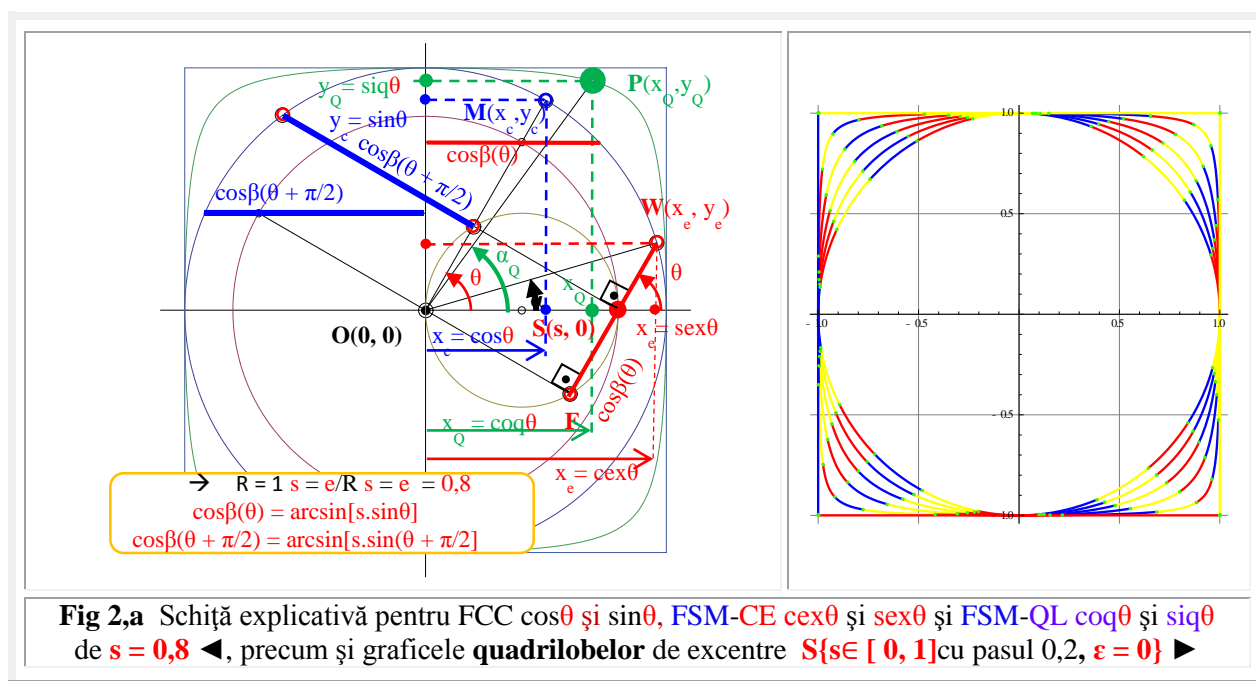 y_Q = siqθ
P(x_Q,y_Q)
M(x_c,y_c)
y_c = sinθ
cosβ(θ)
cosβ(θ + π/2)
cosβ(θ + π/2)
W(x_e, y_e)
α_Q
θ
θ
x_Q
O(0, 0)
S(s, 0)
x_c = cosθ
x_e = sexθ
cosβ(θ)
E
x_Q = coqθ
x_e = cexθ
→ R = 1 s = e/R s = e = 0,8
cosβ(θ) = arcsin[s.sinθ]
cosβ(θ + π/2) = arcsin[s.sin(θ + π/2]
1.0
0.5
- 1.0
- 0.5
0.5
1.0
- 0.5
1.0
Fig 2,a Schiţă explicativă pentru FCC cosθ şi sinθ, FSM-CE cexθ şi sexθ şi FSM-QL coqθ şi siqθ
de s = 0,8 ◄, precum şi graficele quadrilobelor de excentre S{s∈ [ 0, 1]cu pasul 0,2, ε = 0} ►